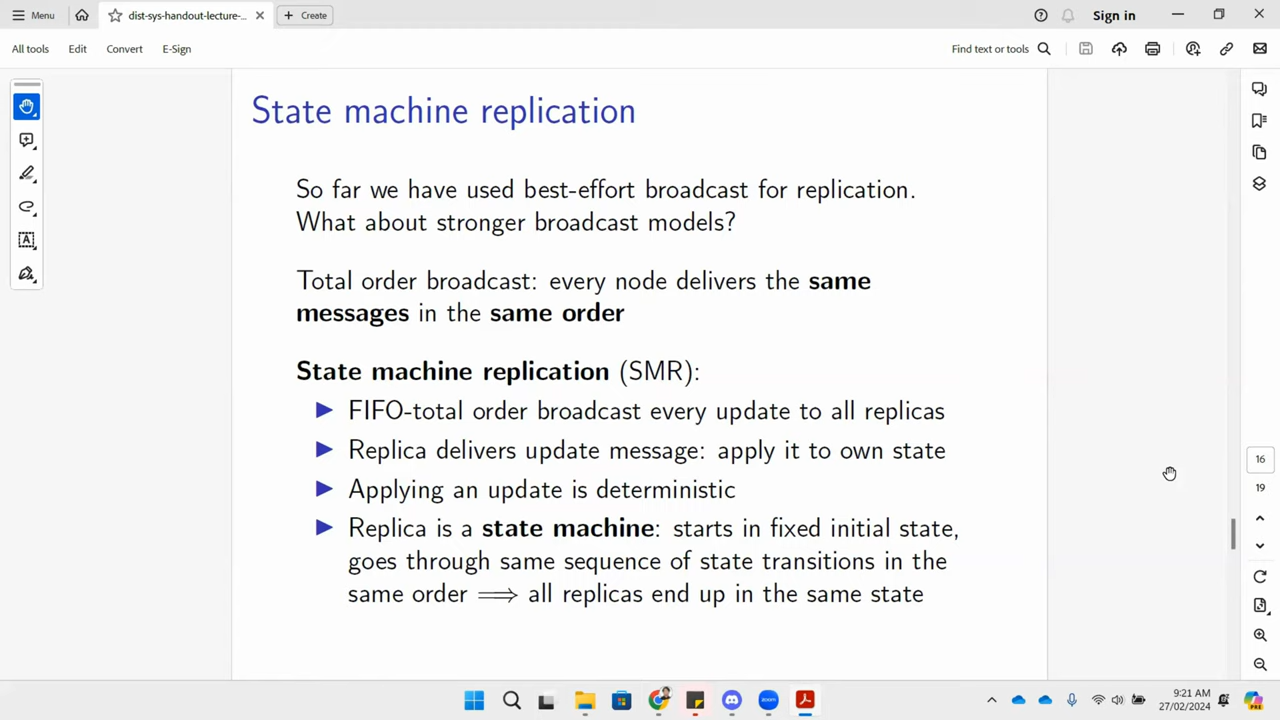 Menu
dist-sys-handout-lecture-...
Create
Sign in
All tools
Edit
Convert
E-Sign
Find text or tools
State machine replication
So far we have used best-effort broadcast for replication.
What about stronger broadcast models?
Total order broadcast: every node delivers the same
messages in the same order
State machine replication (SMR):
▶ FIFO-total order broadcast every update to all replicas
▶ Replica delivers update message: apply it to own state
▶ Applying an update is deterministic
▶ Replica is a state machine: starts in fixed initial state,
goes through same sequence of state transitions in the
same order ⟹ all replicas end up in the same state
16
19
9:21 AM
27/02/2024